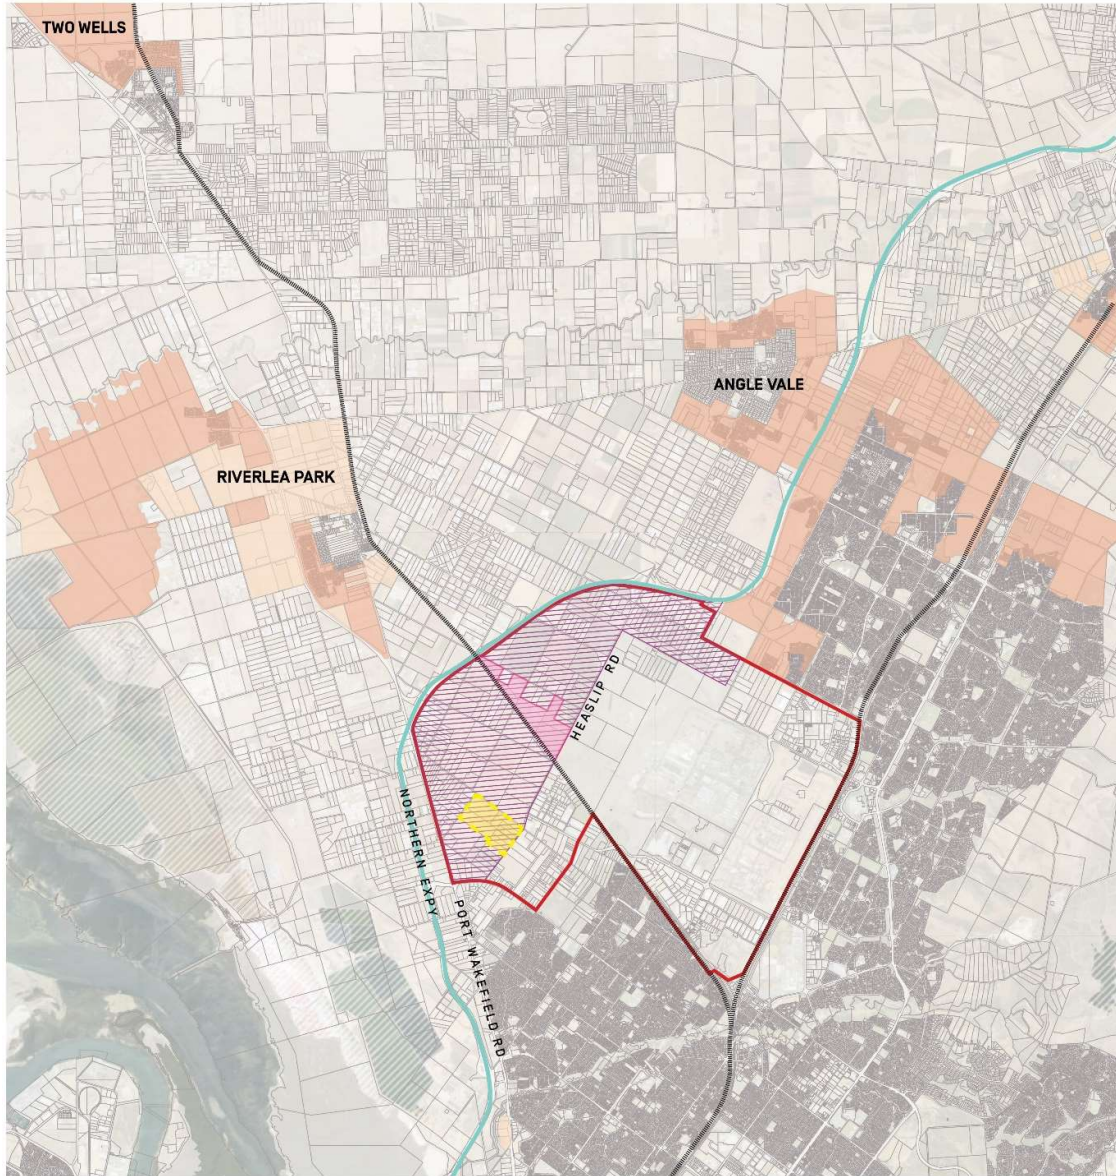 TWO WELLS
ANGLE VALE
RIVERLEA PARK
HEASLIP RD
NORTHERN EXPY
PORT WAKEFIELD RD